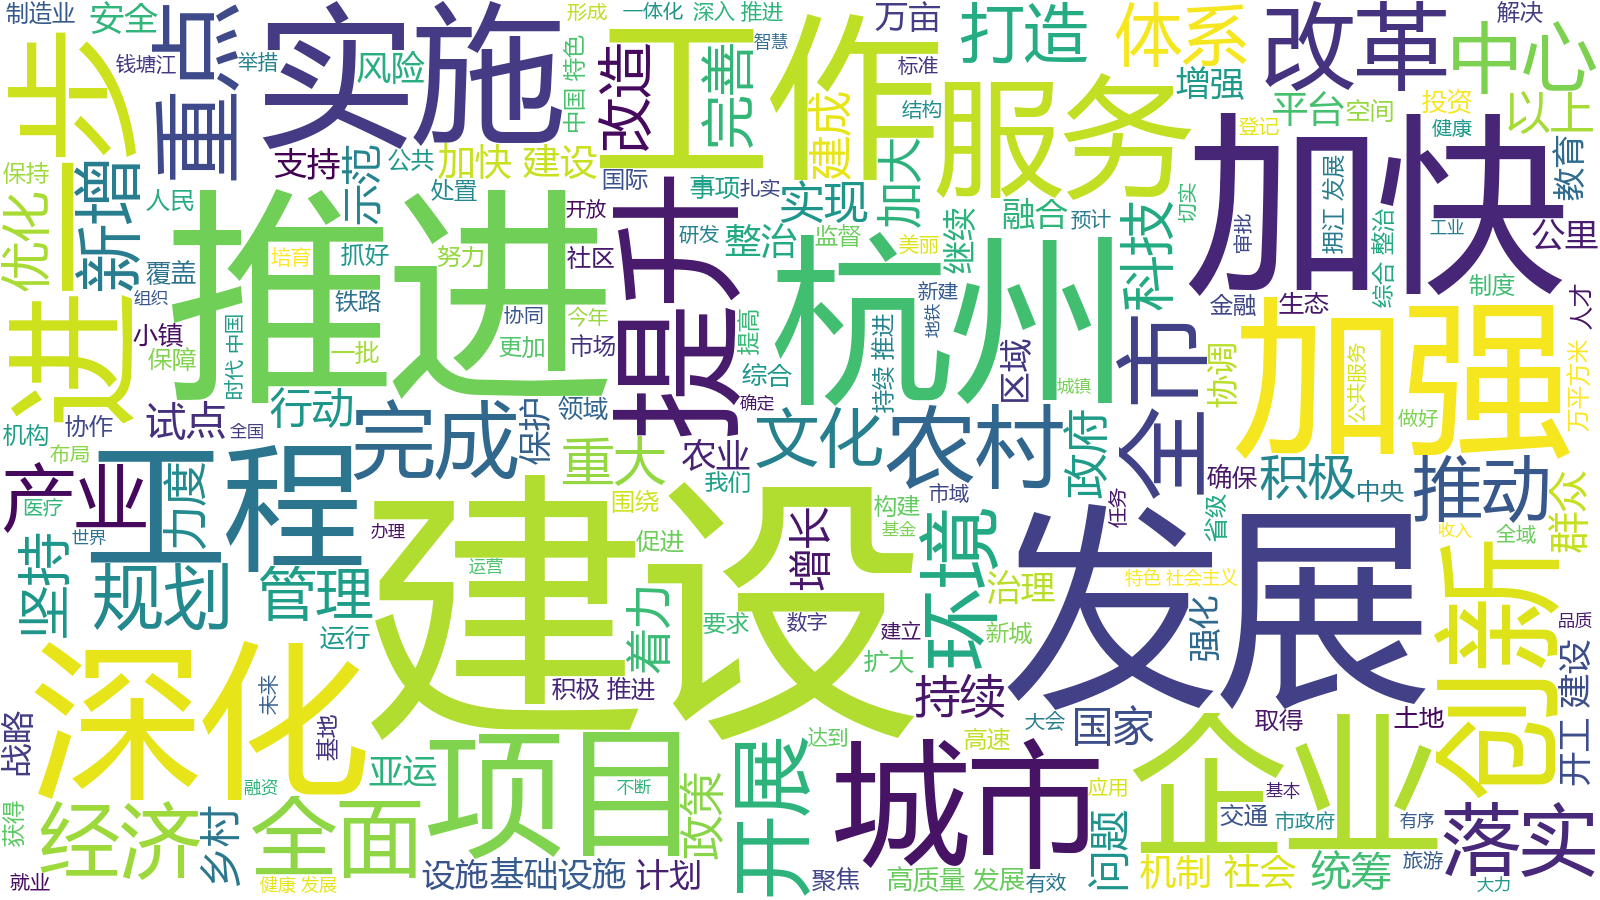 制造业
安全
重点
实施
形成
一体化
深入 推进
万亩
打造
体系
改革
解决
中心
进一步
钱塘江
举措
风险
中国 特色
改造
工作
完善
智慧
标准
增强
平台
空间
投资
以上
保持
新增
支持
示范
公共
加快 建设
建成
结构
服务
登记
健康
教育
优化
人民
推进
处置
国际
事项
扎实
实现
加大
融合
预计
切实
加快
审批
拥江 发展
工业
公里
开放
提升
研发
整治
监督
美丽
继续
科技
综合 整治
覆盖
培育
抓好
努力
社区
杭州
新建
地铁
金融
生态
制度
人才
组织
铁路
协同
今年
小镇
保障
时代 中国
一批
更加
市场
提高
综合
持续 推进
区域
城镇
全市
协调
加强
公共服务
万平方米
做好
机构
协作
试点
全国
行动
完成
保护
领域
确定
布局
重大
农业
文化
农村
政府
确保
积极
中央
推动
群众
产业
医疗
世界
工程
力度
办理
围绕
我们
构建
基金
市域
任务
省级
全域
收入
坚持
规划
管理
运行
运营
建设
促进
增长
环境
治理
发展
特色 社会主义
强化
创新
品质
着力
要求
数字
建立
扩大
新城
开工 建设
深化
未来
基地
战略
积极 推进
持续
大会
国家
取得
土地
企业
融资
亚运
项目
不断
达到
高速
政策
开展
城市
应用
交通
基本
市政府
有序
落实
获得
经济
乡村
全面
就业
健康 发展
设施
基础设施
计划
聚焦
高质量 发展
有效
问题
机制
社会
统筹
旅游
大力